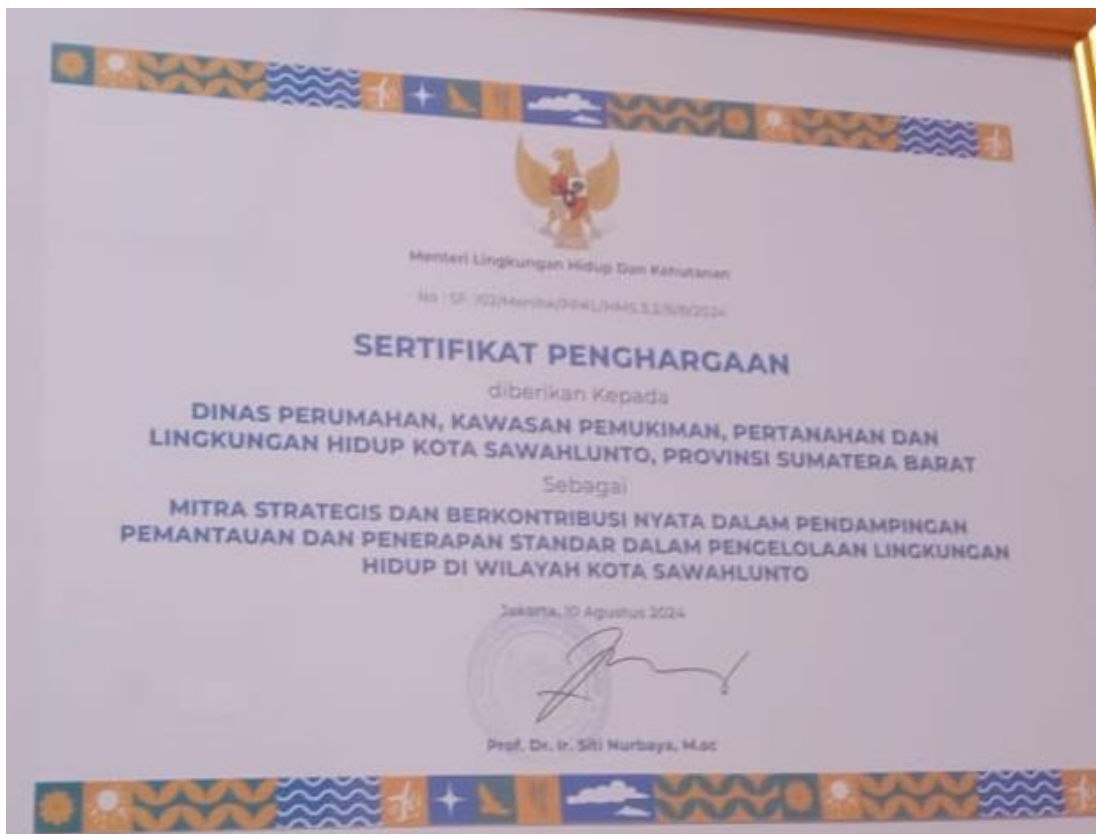 Menteri Lingkungan Hidup Dan Kehutanan
SERTIFIKAT PENGHARGAAN
diberikan Kepada
DINAS PERUMAHAN, KAWASAN PEMUKIMAN, PERTANAHAN DAN
LINGKUNGAN HIDUP KOTA SAWAHLUNTO, PROVINSI SUMATERA BARAT
Sebagai
MITRA STRATEGIS DAN BERKONTRIBUSI NYATA DALAM PENDAMPINGAN
PEMANTAUAN DAN PENERAPAN STANDAR DALAM PENGELOLAAN LINGKUNGAN
HIDUP DI WILAYAH KOTA SAWAHLUNTO
Jakarta, 10 Agustus 2024
Prof. Dr. Ir. Siti Nurbaya, M.sc